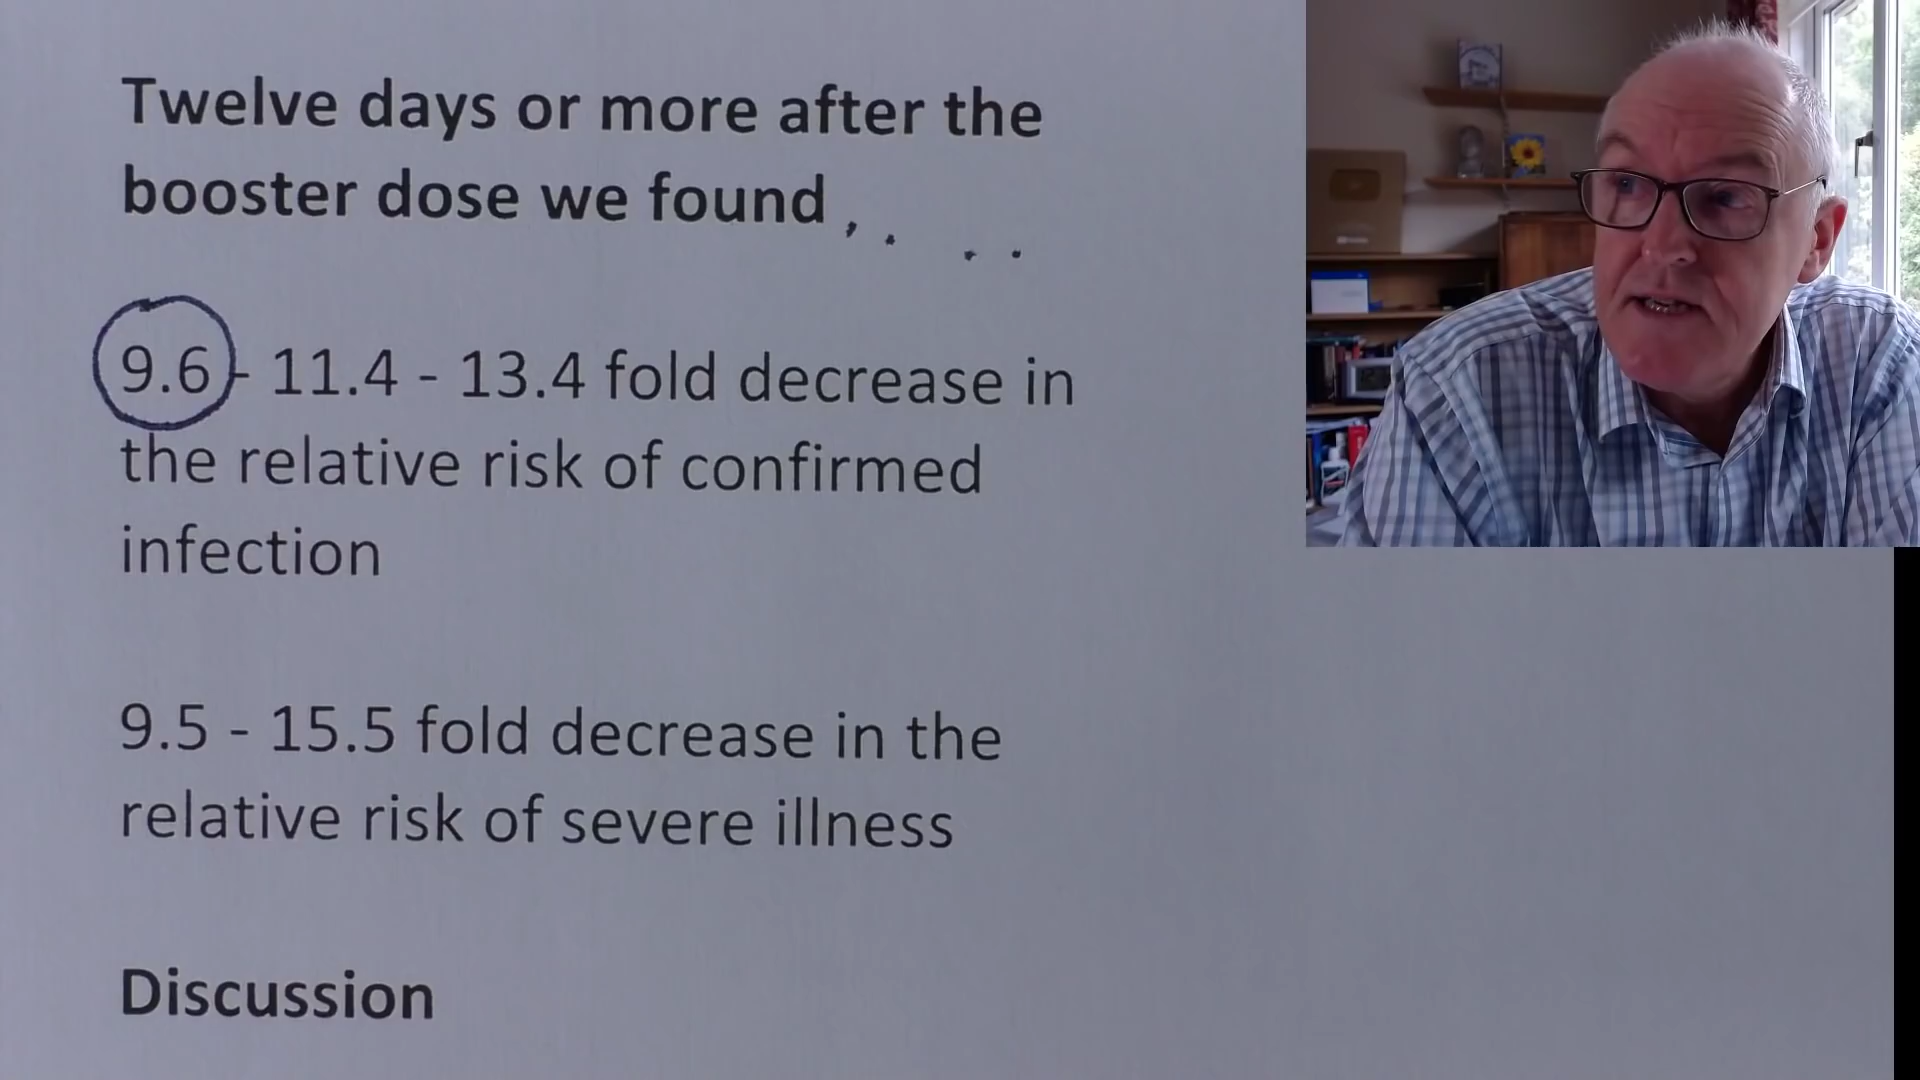 Twelve days or more after the
booster dose we found
9.6 - 11.4 - 13.4 fold decrease in
the relative risk of confirmed
infection
9.5 - 15.5 fold decrease in the
relative risk of severe illness
Discussion